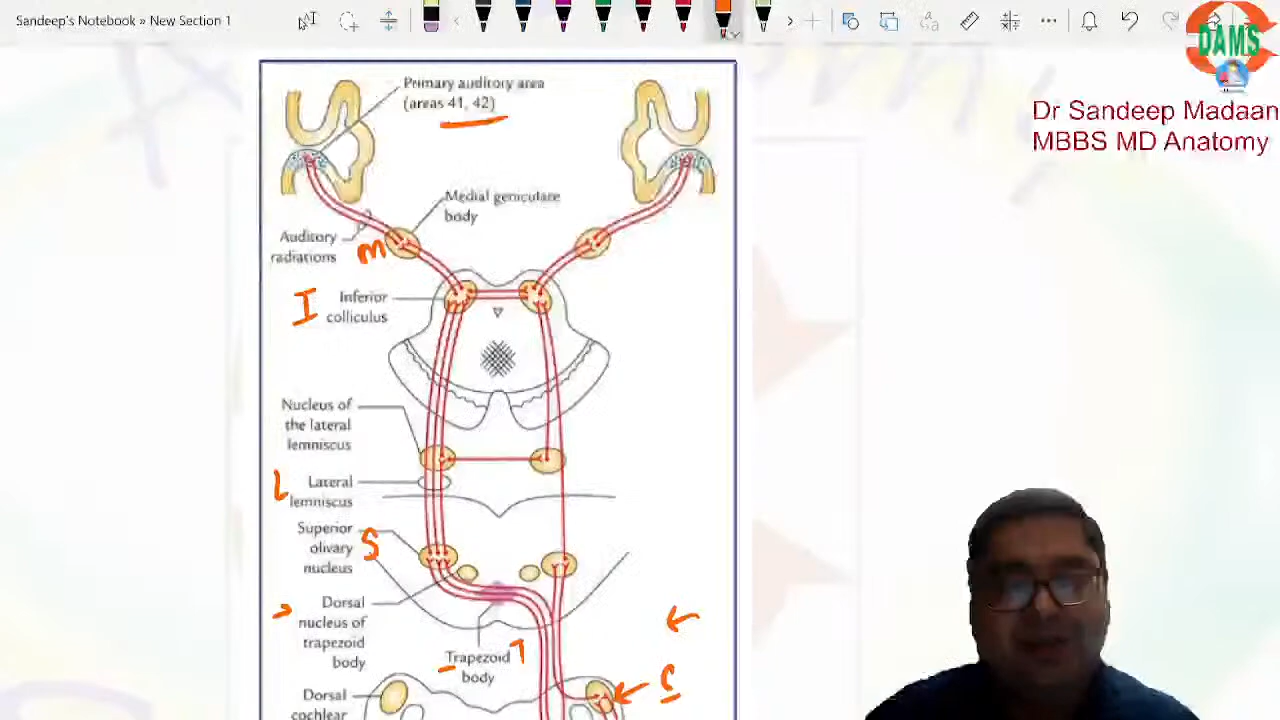 Sandeep's Notebook » New Section 1
DAMS
Dr Sandeep Madaan
MBBS MD Anatomy
Primary auditory area
(areas 41, 42)
Medial geniculate
body
Auditory
radiations
m
I
Inferior
colliculus
Nucleus of
the lateral
lemniscus
L
Lateral
lemniscus
S
Superior
olivary
nucleus
Dorsal
nucleus of
trapezoid
body
Trapezoid
body
T
Dorsal
cochlear